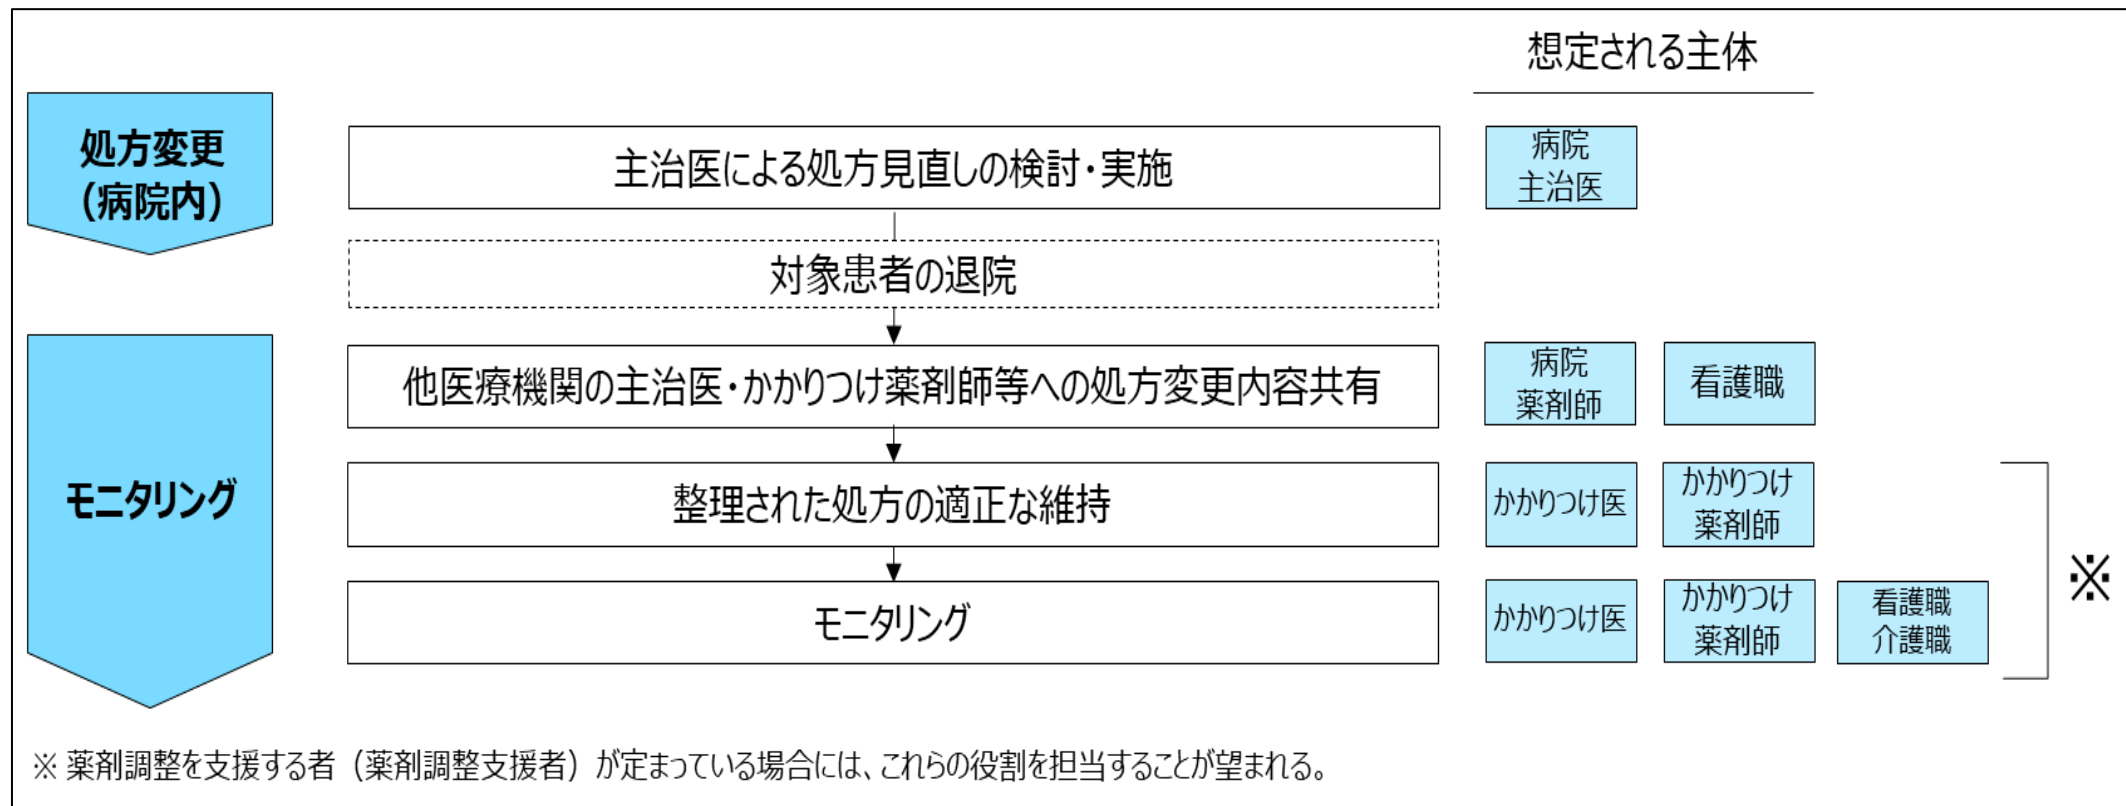 想定される主体
処方変更
（病院内）
主治医による処方見直しの検討・実施
病院
主治医
対象患者の退院
モニタリング
他医療機関の主治医・かかりつけ薬剤師等への処方変更内容共有
病院
薬剤師
看護職
整理された処方の適正な維持
かかりつけ医
かかりつけ
薬剤師
モニタリング
かかりつけ医
かかりつけ
薬剤師
看護職
介護職
※
※ 薬剤調整を支援する者（薬剤調整支援者）が定まっている場合には、これらの役割を担当することが望まれる。